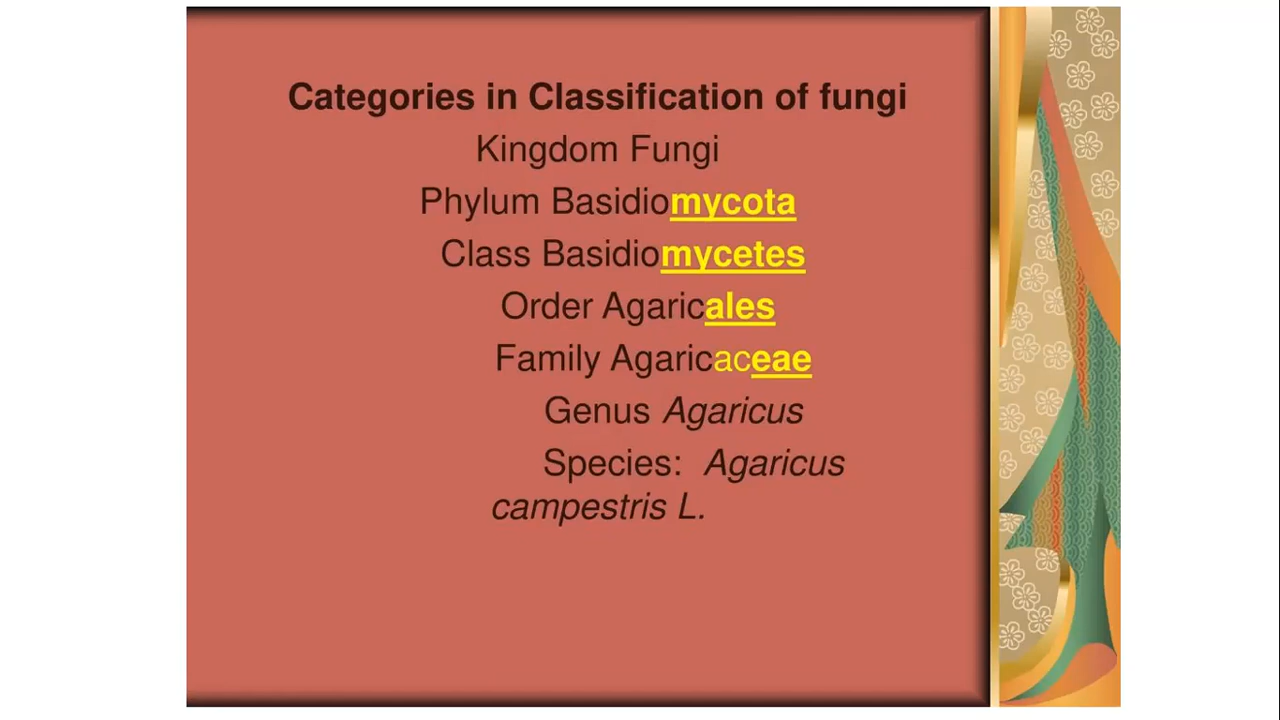 Categories in Classification of fungi
Kingdom Fungi
Phylum Basidiomycota
Class Basidiomycetes
Order Agaricales
Family Agaricaceae
Genus Agaricus
Species: Agaricus
campestris L.